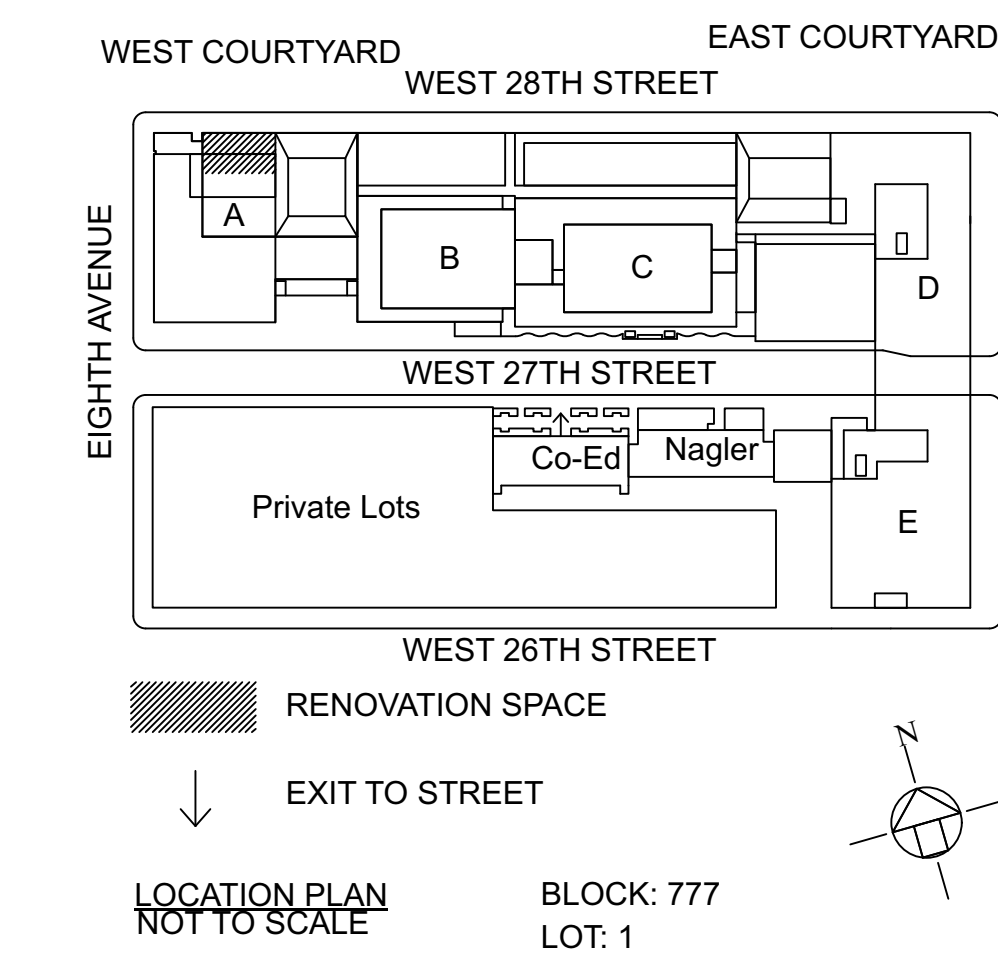 WEST COURTYARD
EAST COURTYARD
WEST 28TH STREET
EIGHTH AVENUE
A
B
C
D
WEST 27TH STREET
Co-Ed
Nagler
Private Lots
E
WEST 26TH STREET
RENOVATION SPACE
EXIT TO STREET
N
LOCATION PLAN
NOT TO SCALE
BLOCK: 777
LOT: 1